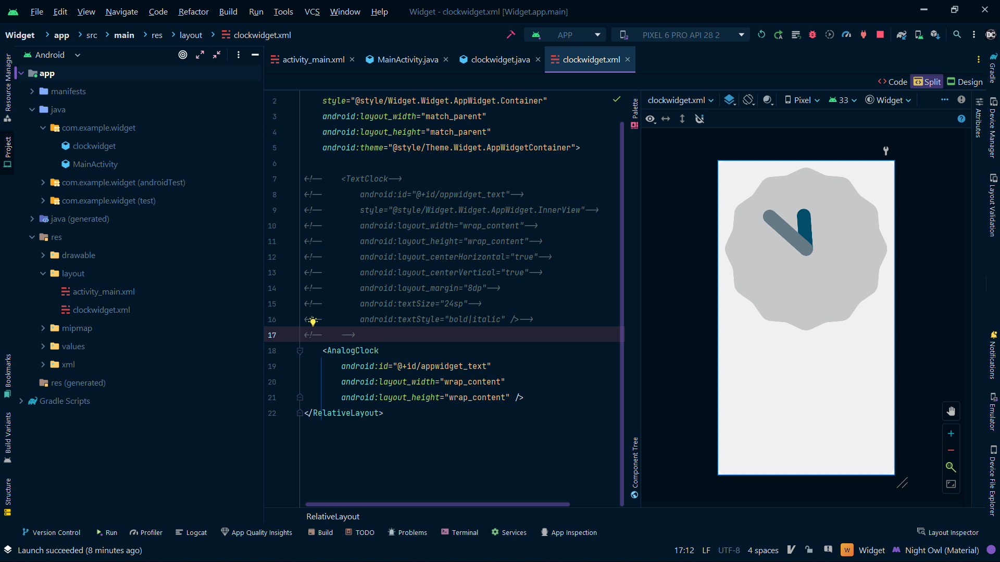 File Edit View Navigate Code Refactor Build Run Tools VCS Window Help Widget - clockwidget.xml [Widget.app.main]
Widget app src main res layout clockwidget.xml APP PIXEL 6 PRO API 28 2
Android
activity_main.xml MainActivity.java clockwidget.java clockwidget.xml
Code Split Design
Resource Manager
Project
Bookmarks
Build Variants
Structure
app
manifests
java
com.example.widget
clockwidget
MainActivity
com.example.widget (androidTest)
com.example.widget (test)
java (generated)
res
drawable
layout
activity_main.xml
clockwidget.xml
mipmap
values
xml
res (generated)
Gradle Scripts
2 style="@style/Widget.Widget.AppWidget.Container"
3 android:layout_width="match_parent"
4 android:layout_height="match_parent"
5 android:theme="@style/Theme.Widget.AppWidgetContainer">
6
7 <!-- <TextClock-->
8 <!-- android:id="@+id/appwidget_text"-->
9 <!-- style="@style/Widget.Widget.AppWidget.InnerView"-->
10 <!-- android:layout_width="wrap_content"-->
11 <!-- android:layout_height="wrap_content"-->
12 <!-- android:layout_centerHorizontal="true"-->
13 <!-- android:layout_centerVertical="true"-->
14 <!-- android:layout_margin="8dp"-->
15 <!-- android:textSize="24sp"-->
16 <!-- android:textStyle="bold|italic" />-->
17 <!-- -->
18 <AnalogClock
19 android:id="@+id/appwidget_text"
20 android:layout_width="wrap_content"
21 android:layout_height="wrap_content" />
22 </RelativeLayout>
RelativeLayout
Palette
Component Tree
clockwidget.xml Pixel 33 Widget
Attributes
Gradle
Device Manager
Layout Validation
Notifications
Emulator
Device File Explorer
Version Control Run Profiler Logcat App Quality Insights Build TODO Problems Terminal Services App Inspection Layout Inspector
Launch succeeded (8 minutes ago) 17:12 LF UTF-8 4 spaces W Widget Night Owl (Material)